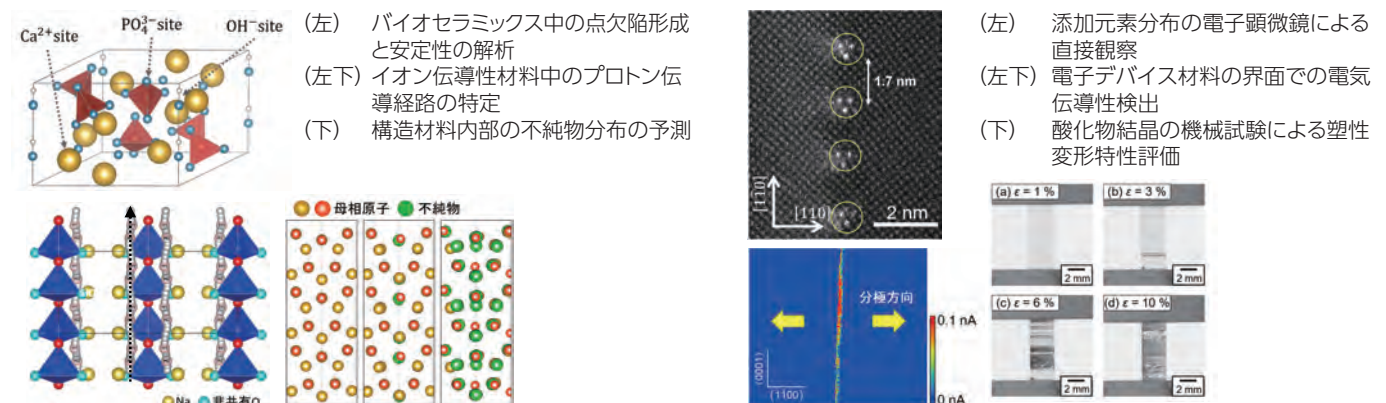 Ca²⁺site
PO₄³⁻site
OH⁻site
(左) バイオセラミックス中の点欠陥形成
と安定性の解析
(左下) イオン伝導性材料中のプロトン伝
導経路の特定
(下) 構造材料内部の不純物分布の予測
母相原子 不純物
Na 非共有O
1.7 nm
[110]
[1̄10]
2 nm
(左) 添加元素分布の電子顕微鏡による
直接観察
(左下) 電子デバイス材料の界面での電気
伝導性検出
(下) 酸化物結晶の機械試験による塑性
変形特性評価
分極方向
0.1 nA
0 nA
(0001)
(1̄100)
(a) ε = 1 %
2 mm
(b) ε = 3 %
2 mm
(c) ε = 6 %
2 mm
(d) ε = 10 %
2 mm